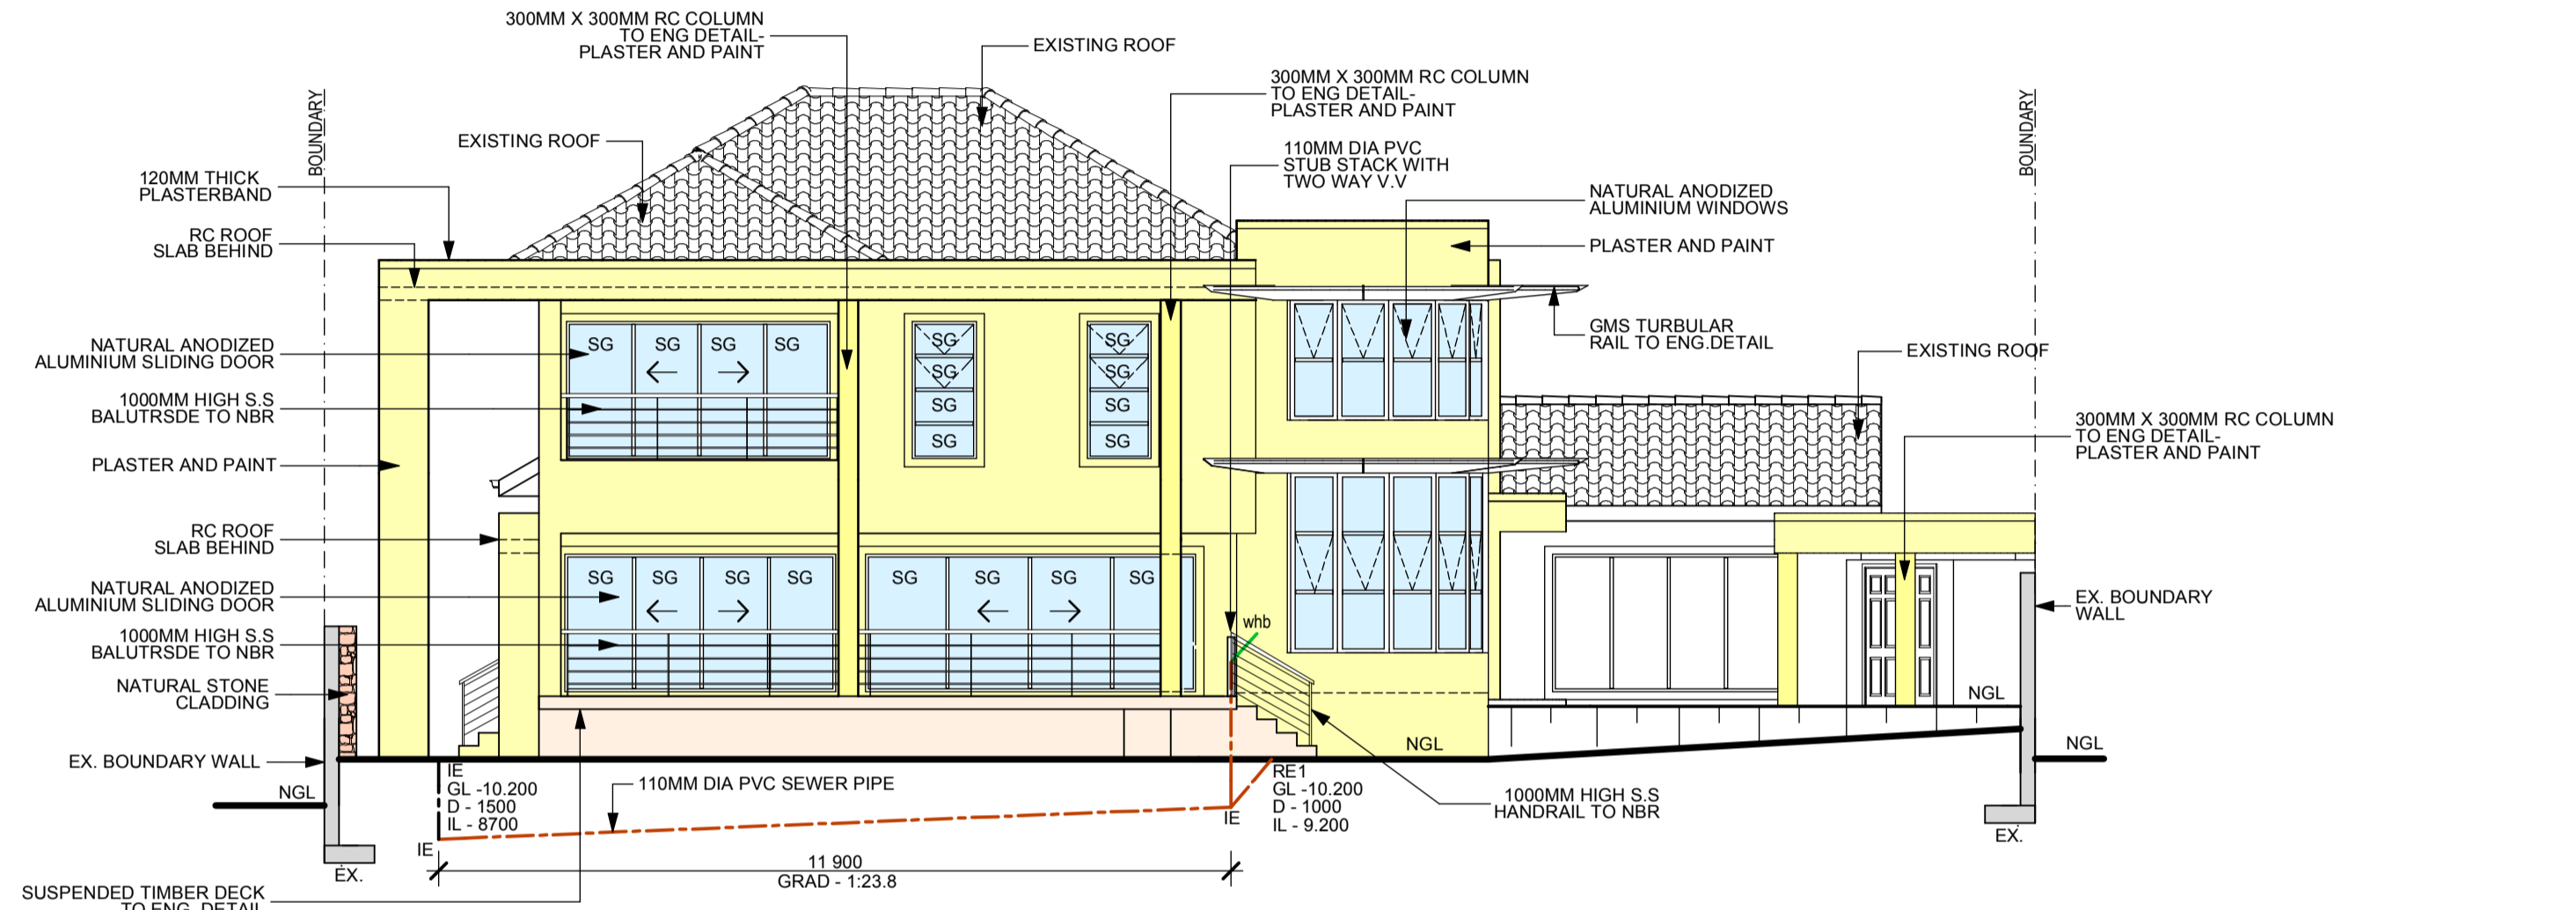 300MM X 300MM RC COLUMN
TO ENG DETAIL-
PLASTER AND PAINT
EXISTING ROOF
300MM X 300MM RC COLUMN
TO ENG DETAIL-
PLASTER AND PAINT
BOUNDARY
BOUNDARY
EXISTING ROOF
110MM DIA PVC
STUB STACK WITH
TWO WAY V.V
120MM THICK
PLASTERBAND
NATURAL ANODIZED
ALUMINIUM WINDOWS
RC ROOF
SLAB BEHIND
PLASTER AND PAINT
GMS TURBULAR
RAIL TO ENG.DETAIL
NATURAL ANODIZED
ALUMINIUM SLIDING DOOR
SG SG SG SG
SG SG
SG SG
SG SG
SG SG
EXISTING ROOF
1000MM HIGH S.S
BALUTRSDE TO NBR
300MM X 300MM RC COLUMN
TO ENG DETAIL-
PLASTER AND PAINT
PLASTER AND PAINT
RC ROOF
SLAB BEHIND
NATURAL ANODIZED
ALUMINIUM SLIDING DOOR
SG SG SG SG SG SG SG SG
EX. BOUNDARY
WALL
whb
1000MM HIGH S.S
BALUTRSDE TO NBR
NATURAL STONE
CLADDING
NGL
NGL
NGL
EX. BOUNDARY WALL
NGL
IE
GL -10.200
D - 1500
IL - 8700
110MM DIA PVC SEWER PIPE
RE1
GL -10.200
D - 1000
IL - 9.200
1000MM HIGH S.S
HANDRAIL TO NBR
IE
IE
EX.
EX.
11 900
GRAD - 1:23.8
SUSPENDED TIMBER DECK
TO ENG. DETAIL